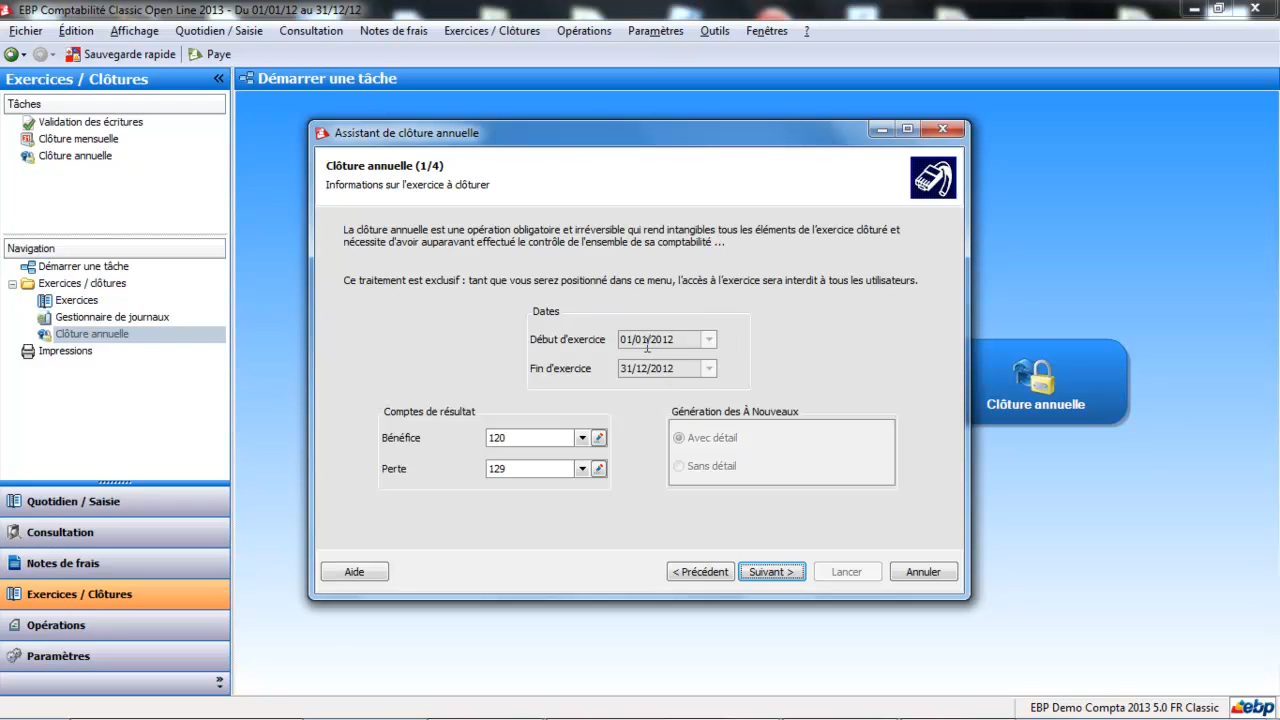 EBP Comptabilité Classic Open Line 2013 - Du 01/01/12 au 31/12/12
Fichier Édition Affichage Quotidien / Saisie Consultation Notes de frais Exercices / Clôtures Opérations Paramètres Outils Fenêtres ?
Sauvegarde rapide Paye
Exercices / Clôtures «
Démarrer une tâche
Tâches
Validation des écritures
Clôture mensuelle
Clôture annuelle
Navigation
Démarrer une tâche
Exercices / clôtures
Exercices
Gestionnaire de journaux
Clôture annuelle
Impressions
Quotidien / Saisie
Consultation
Notes de frais
Exercices / Clôtures
Opérations
Paramètres
»
Assistant de clôture annuelle
Clôture annuelle (1/4)
Informations sur l'exercice à clôturer
La clôture annuelle est une opération obligatoire et irréversible qui rend intangibles tous les éléments de l'exercice clôturé et
nécessite d'avoir auparavant effectué le contrôle de l'ensemble de sa comptabilité ...
Ce traitement est exclusif : tant que vous serez positionné dans ce menu, l'accès à l'exercice sera interdit à tous les utilisateurs.
Dates
Début d'exercice 01/01/2012
Fin d'exercice 31/12/2012
Comptes de résultat
Bénéfice 120
Perte 129
Génération des À Nouveaux
Avec détail
Sans détail
Aide < Précédent Suivant > Lancer Annuler
Clôture annuelle
EBP Demo Compta 2013 5.0 FR Classic ebp